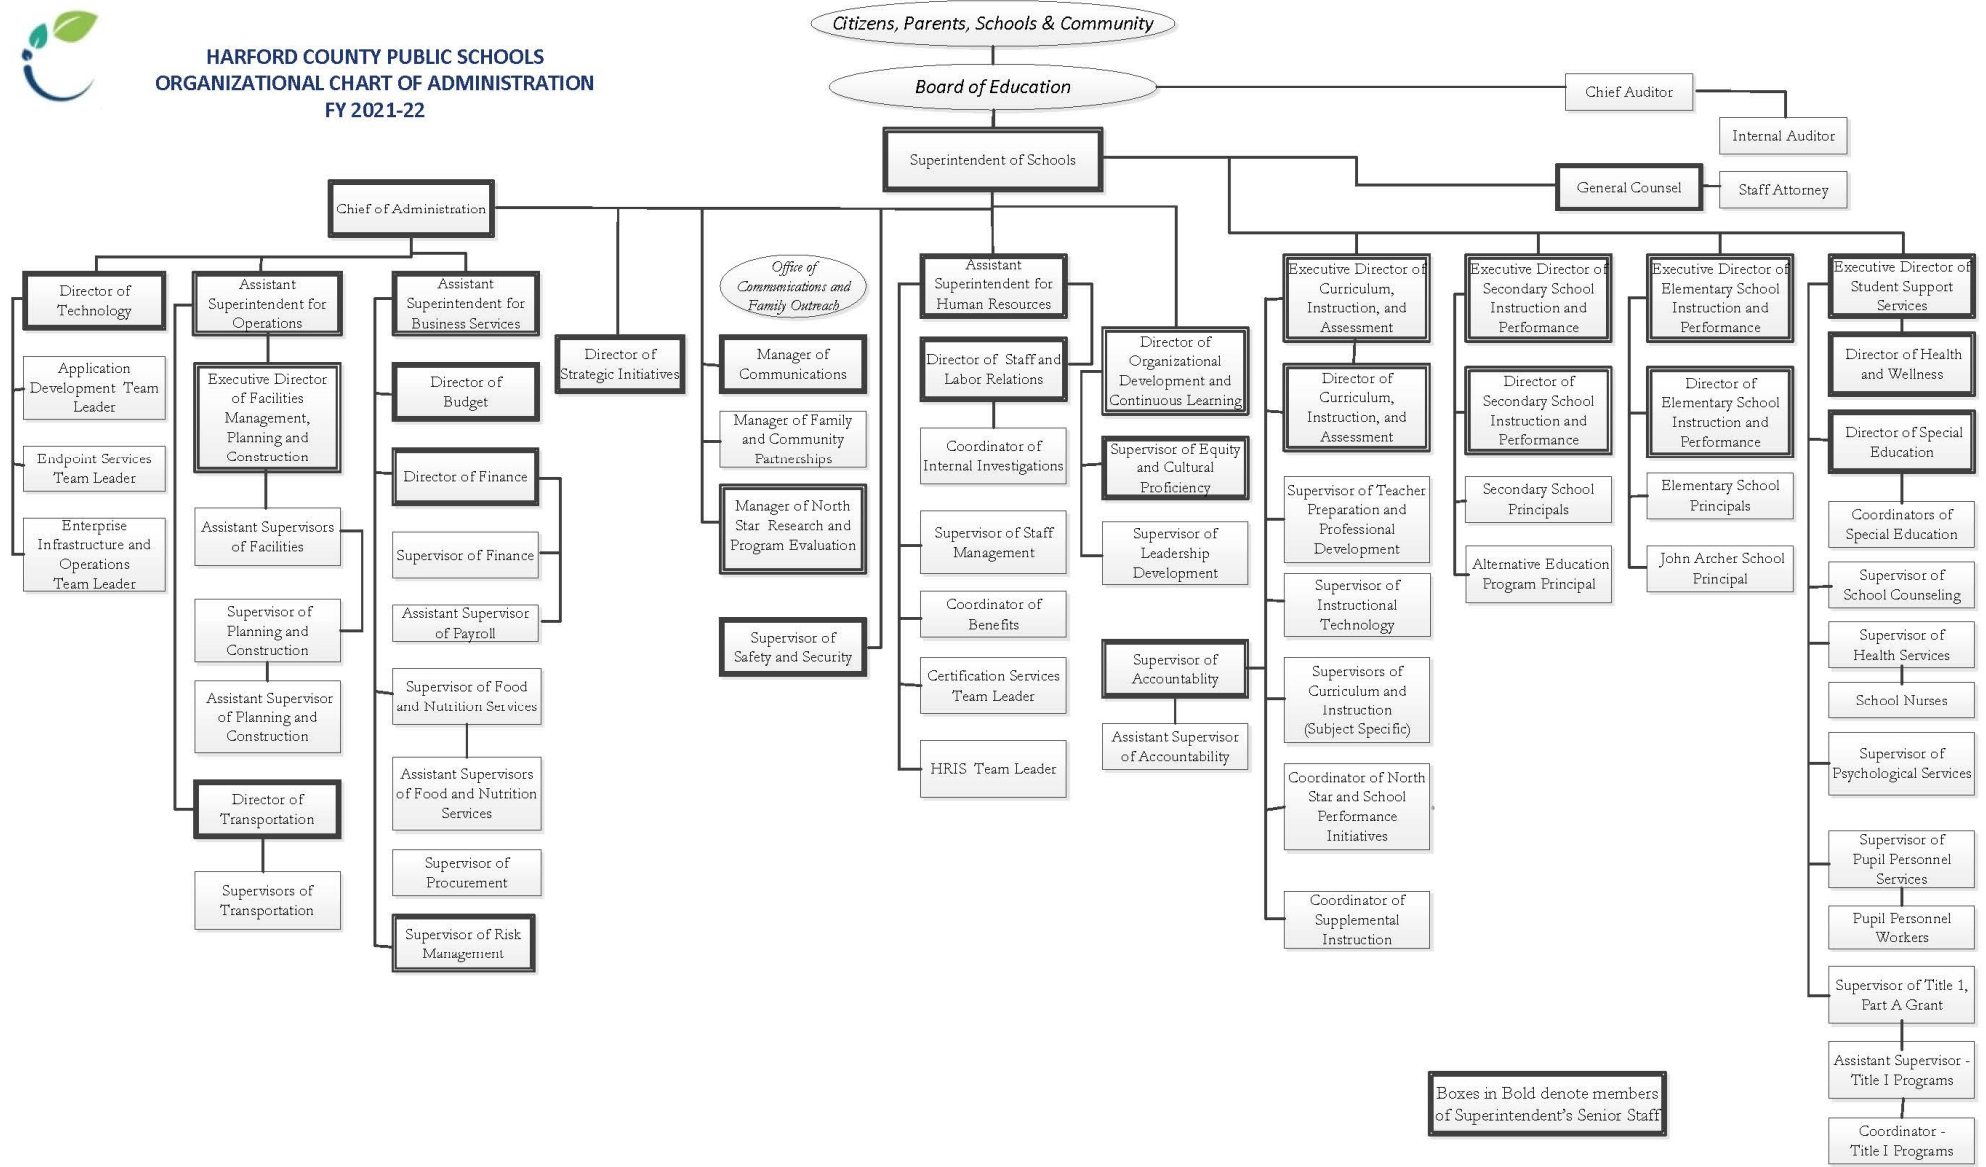 Citizens, Parents, Schools & Community
HARFORD COUNTY PUBLIC SCHOOLS
ORGANIZATIONAL CHART OF ADMINISTRATION
FY 2021-22
Board of Education
Chief Auditor
Internal Auditor
Superintendent of Schools
General Counsel
Staff Attorney
Chief of Administration
Director of
Technology
Application
Development Team
Leader
Endpoint Services
Team Leader
Enterprise
Infrastructure and
Operations
Team Leader
Assistant
Superintendent for
Operations
Executive Director
of Facilities
Management,
Planning and
Construction
Assistant Supervisors
of Facilities
Supervisor of
Planning and
Construction
Assistant Supervisor
of Planning and
Construction
Director of
Transportation
Supervisors of
Transportation
Assistant
Superintendent for
Business Services
Director of
Budget
Director of Finance
Supervisor of Finance
Assistant Supervisor
of Payroll
Supervisor of Food
and Nutrition Services
Assistant Supervisors
of Food and Nutrition
Services
Supervisor of
Procurement
Supervisor of Risk
Management
Director of
Strategic Initiatives
Office of
Communications and
Family Outreach
Manager of
Communications
Manager of Family
and Community
Partnerships
Manager of North
Star Research and
Program Evaluation
Supervisor of
Safety and Security
Assistant
Superintendent for
Human Resources
Director of Staff and
Labor Relations
Coordinator of
Internal Investigations
Supervisor of Staff
Management
Coordinator of
Benefits
Certification Services
Team Leader
HRIS Team Leader
Director of
Organizational
Development and
Continuous Learning
Supervisor of Equity
and Cultural
Proficiency
Supervisor of
Leadership
Development
Supervisor of
Accountablity
Assistant Supervisor
of Accountability
Executive Director of
Curriculum,
Instruction, and
Assessment
Director of
Curriculum,
Instruction, and
Assessment
Supervisor of Teacher
Preparation and
Professional
Development
Supervisor of
Instructional
Technology
Supervisors of
Curriculum and
Instruction
(Subject Specific)
Coordinator of North
Star and School
Performance
Initiatives
Coordinator of
Supplemental
Instruction
Executive Director of
Secondary School
Instruction and
Performance
Director of
Secondary School
Instruction and
Performance
Secondary School
Principals
Alternative Education
Program Principal
Executive Director of
Elementary School
Instruction and
Performance
Director of
Elementary School
Instruction and
Performance
Elementary School
Principals
John Archer School
Principal
Executive Director of
Student Support
Services
Director of Health
and Wellness
Director of Special
Education
Coordinators of
Special Education
Supervisor of
School Counseling
Supervisor of
Health Services
School Nurses
Supervisor of
Psychological Services
Supervisor of
Pupil Personnel
Services
Pupil Personnel
Workers
Supervisor of Title 1,
Part A Grant
Assistant Supervisor -
Title I Programs
Coordinator -
Title I Programs
Boxes in Bold denote members
of Superintendent's Senior Staff